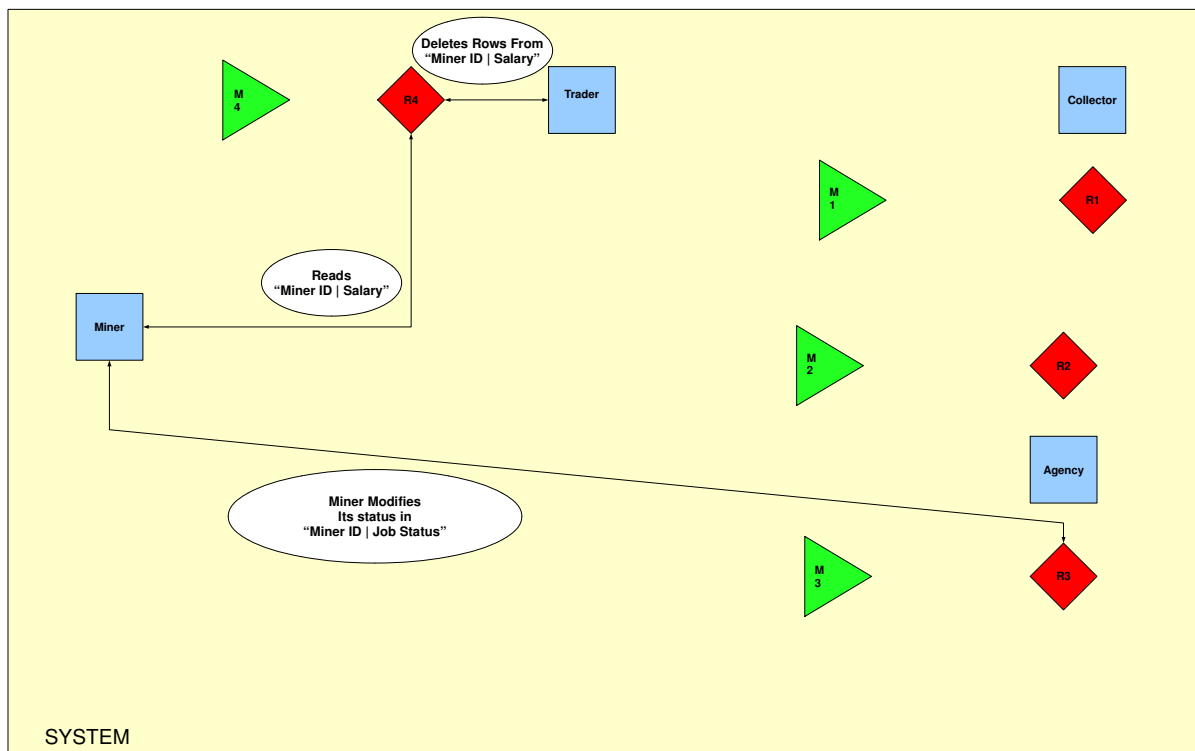 Deletes Rows From
“Miner ID | Salary”
M
4
R4
Trader
Collector
M
1
R1
Reads
“Miner ID | Salary”
Miner
M
2
R2
Agency
Miner Modifies
Its status in
“Miner ID | Job Status”
M
3
R3
SYSTEM